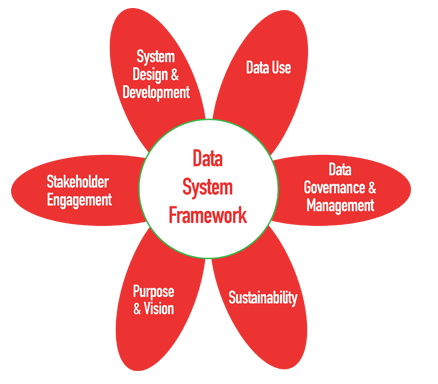 System
Design &
Development
Data Use
Stakeholder
Engagement
Data
System
Framework
Data
Governance &
Management
Purpose
& Vision
Sustainability